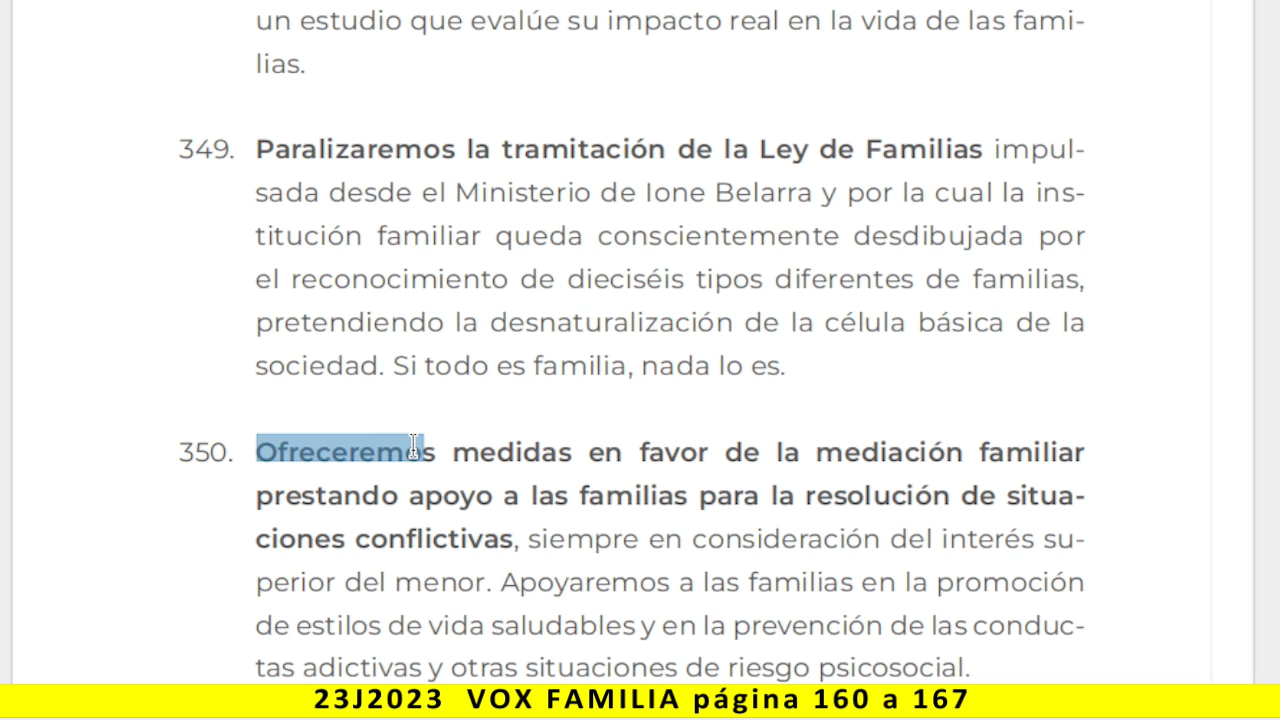 un estudio que evalúe su impacto real en la vida de las fami-
lias.
349. Paralizaremos la tramitación de la Ley de Familias impul-
sada desde el Ministerio de Ione Belarra y por la cual la ins-
titución familiar queda conscientemente desdibujada por
el reconocimiento de dieciséis tipos diferentes de familias,
pretendiendo la desnaturalización de la célula básica de la
sociedad. Si todo es familia, nada lo es.
350. Ofreceremos medidas en favor de la mediación familiar
prestando apoyo a las familias para la resolución de situa-
ciones conflictivas, siempre en consideración del interés su-
perior del menor. Apoyaremos a las familias en la promoción
de estilos de vida saludables y en la prevención de las conduc-
tas adictivas y otras situaciones de riesgo psicosocial.
23J2023 VOX FAMILIA página 160 a 167